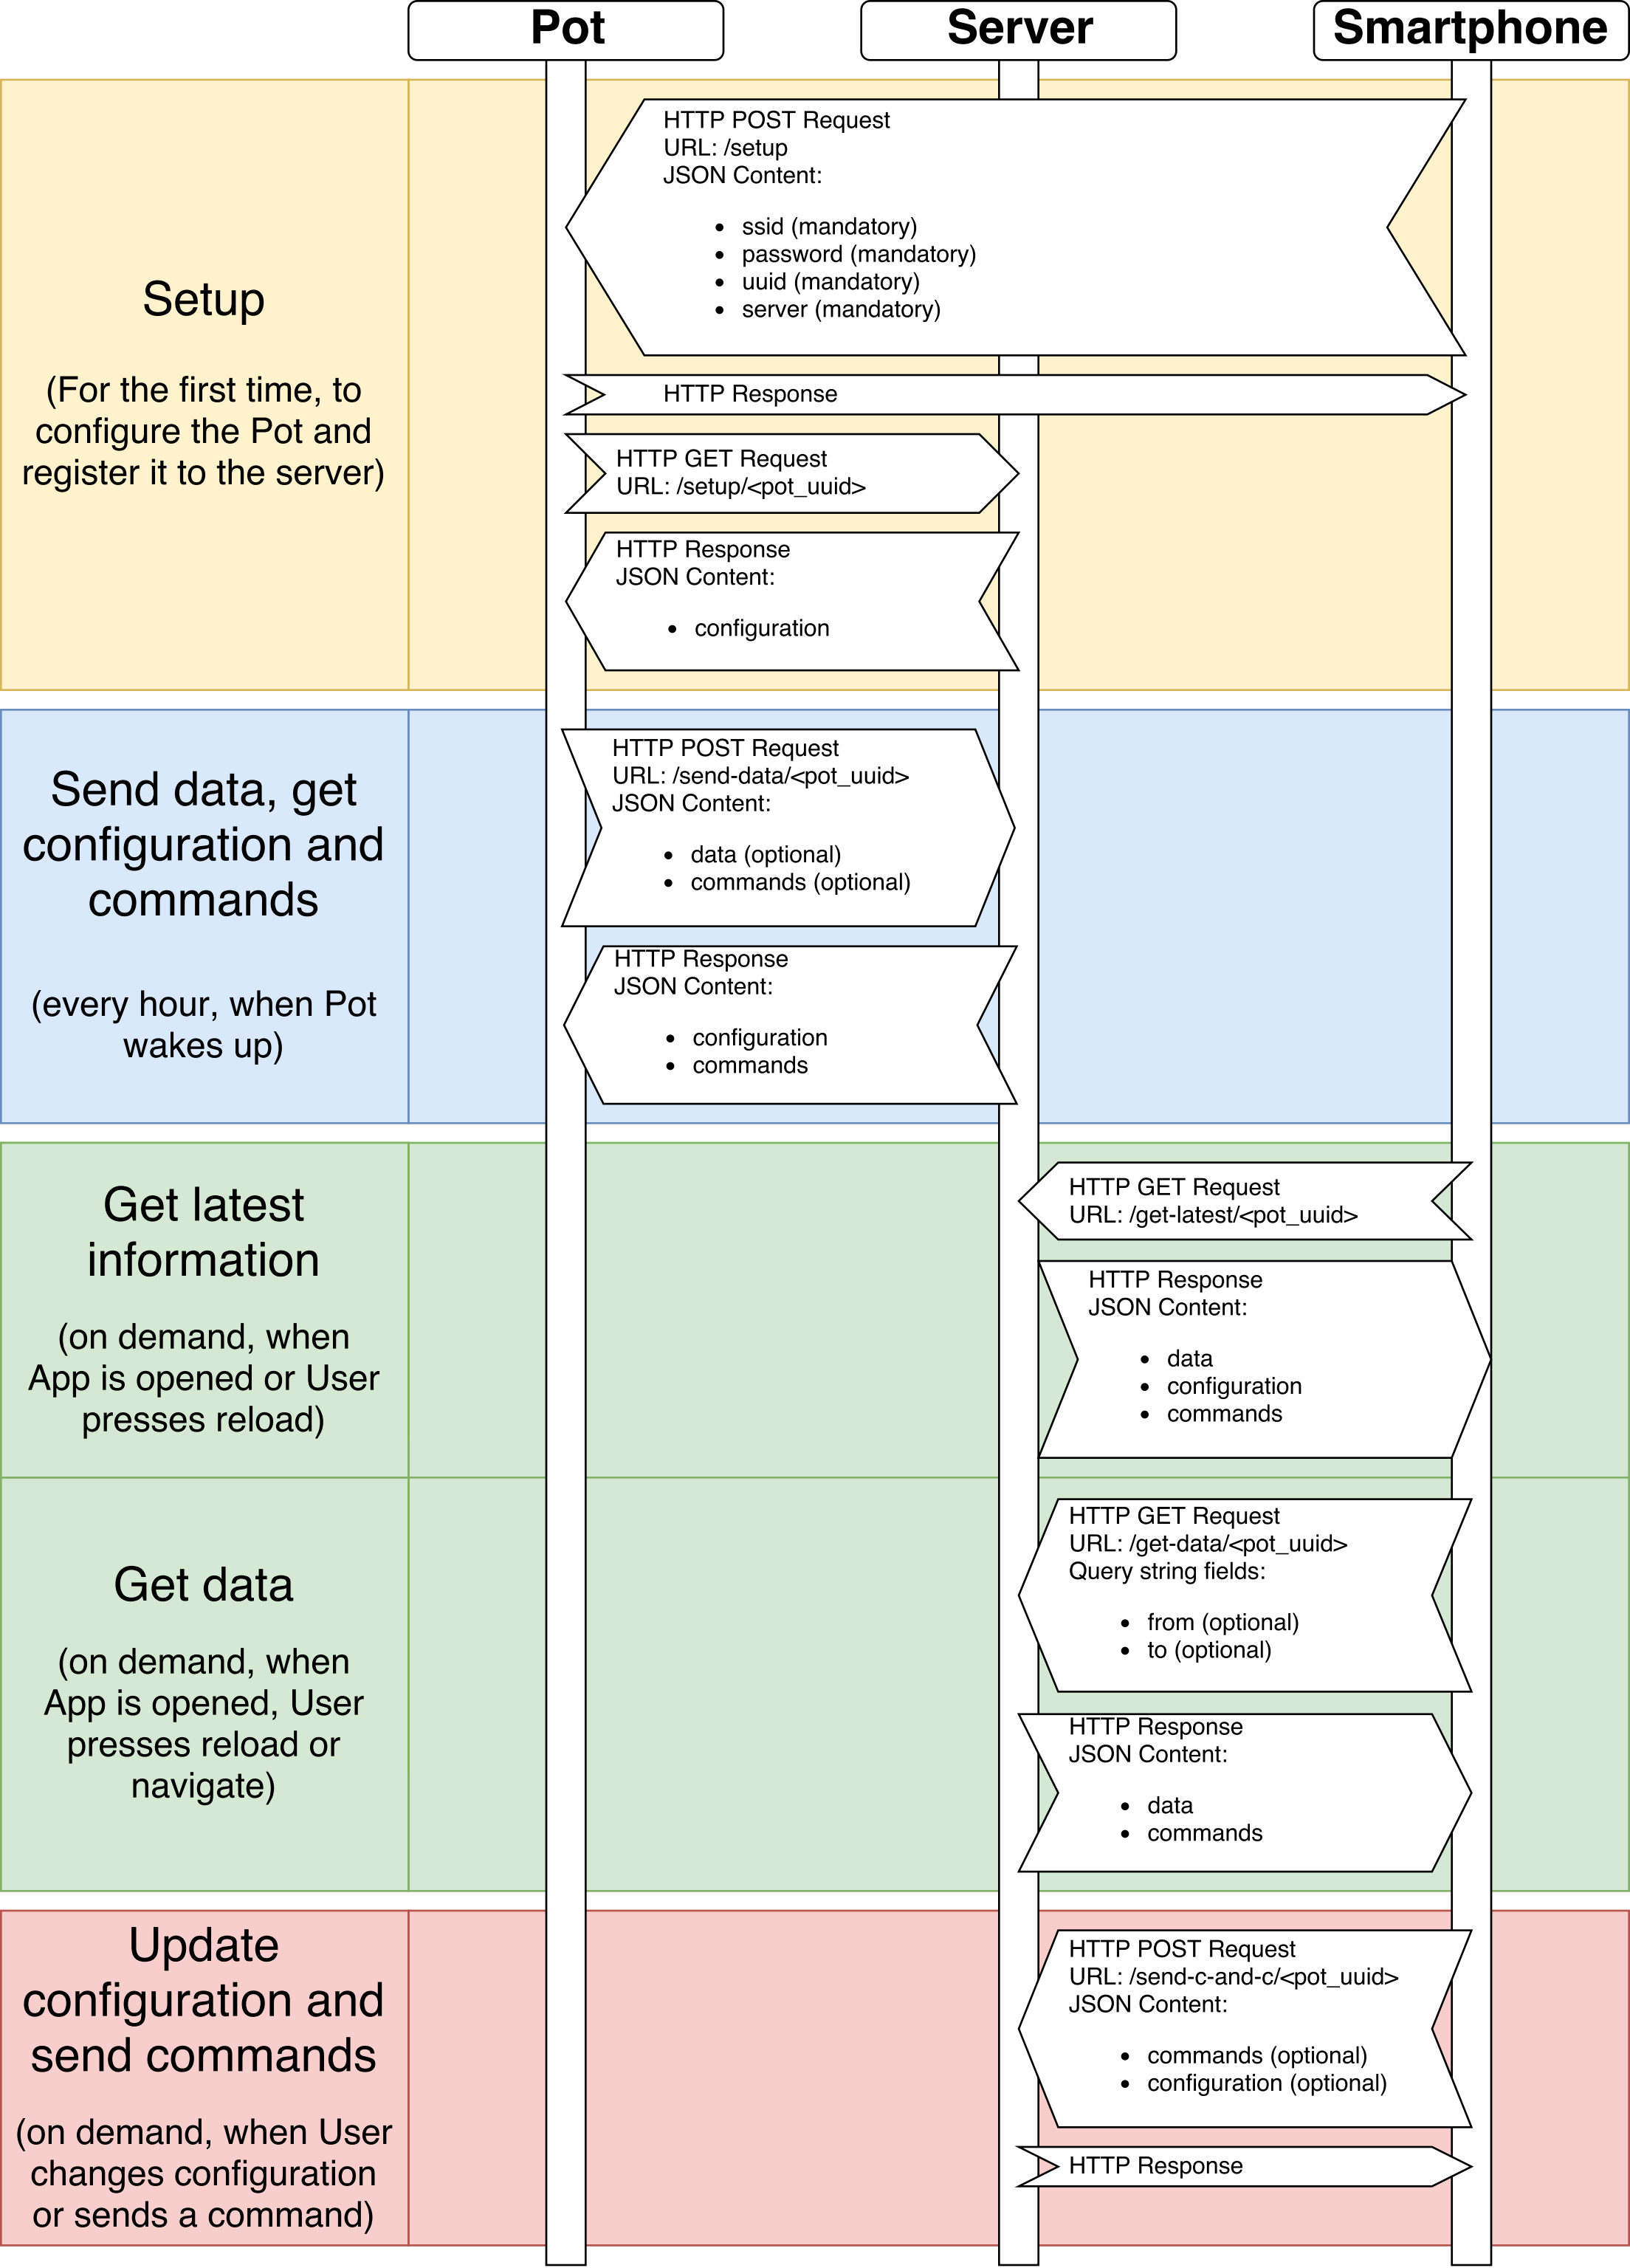 Pot
Server
Smartphone
Setup
(For the first time, to
configure the Pot and
register it to the server)
HTTP POST Request
URL: /setup
JSON Content:
• ssid (mandatory)
• password (mandatory)
• uuid (mandatory)
• server (mandatory)
HTTP Response
HTTP GET Request
URL: /setup/<pot_uuid>
HTTP Response
JSON Content:
• configuration
Send data, get
configuration and
commands
(every hour, when Pot
wakes up)
HTTP POST Request
URL: /send-data/<pot_uuid>
JSON Content:
• data (optional)
• commands (optional)
HTTP Response
JSON Content:
• configuration
• commands
Get latest
information
(on demand, when
App is opened or User
presses reload)
HTTP GET Request
URL: /get-latest/<pot_uuid>
HTTP Response
JSON Content:
• data
• configuration
• commands
Get data
(on demand, when
App is opened, User
presses reload or
navigate)
HTTP GET Request
URL: /get-data/<pot_uuid>
Query string fields:
• from (optional)
• to (optional)
HTTP Response
JSON Content:
• data
• commands
Update
configuration and
send commands
(on demand, when User
changes configuration
or sends a command)
HTTP POST Request
URL: /send-c-and-c/<pot_uuid>
JSON Content:
• commands (optional)
• configuration (optional)
HTTP Response